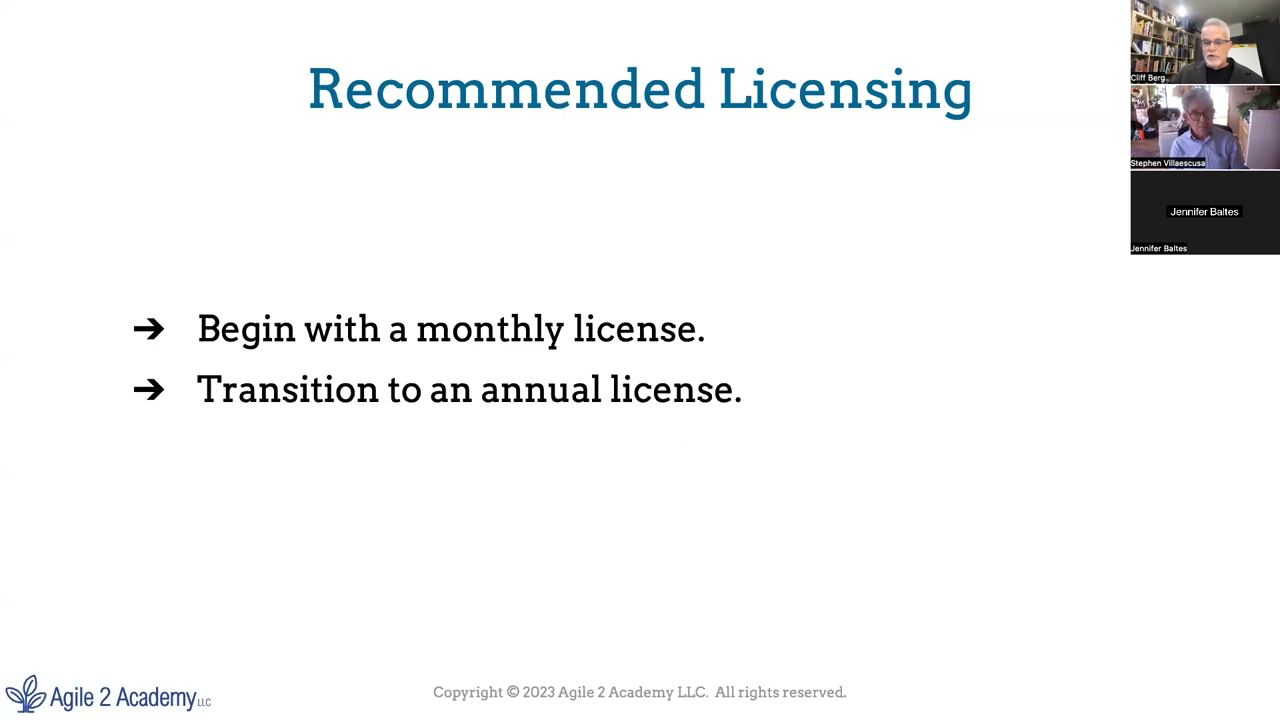 Recommended Licensing
➔ Begin with a monthly license.
➔ Transition to an annual license.
Cliff Berg
Stephen Villaescusa
Jennifer Baltes
Jennifer Baltes
Agile 2 Academy LLC
Copyright © 2023 Agile 2 Academy LLC. All rights reserved.